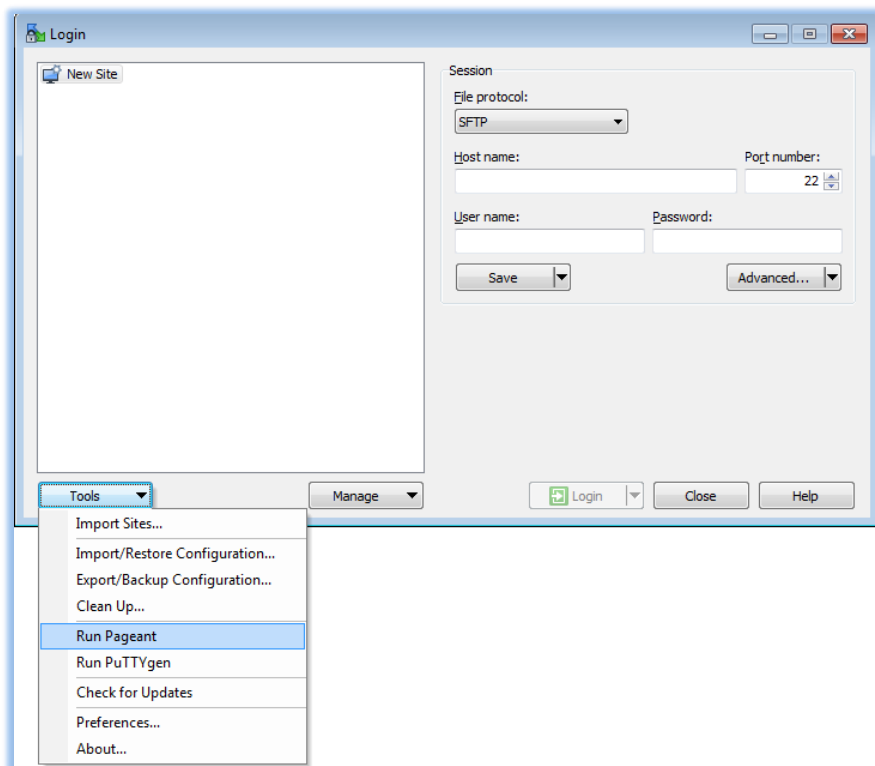 Login
New Site
Session
File protocol:
SFTP
Host name:
Port number:
22
User name:
Password:
Save
Advanced...
Tools
Manage
Login
Close
Help
Import Sites...
Import/Restore Configuration...
Export/Backup Configuration...
Clean Up...
Run Pageant
Run PuTTYgen
Check for Updates
Preferences...
About...